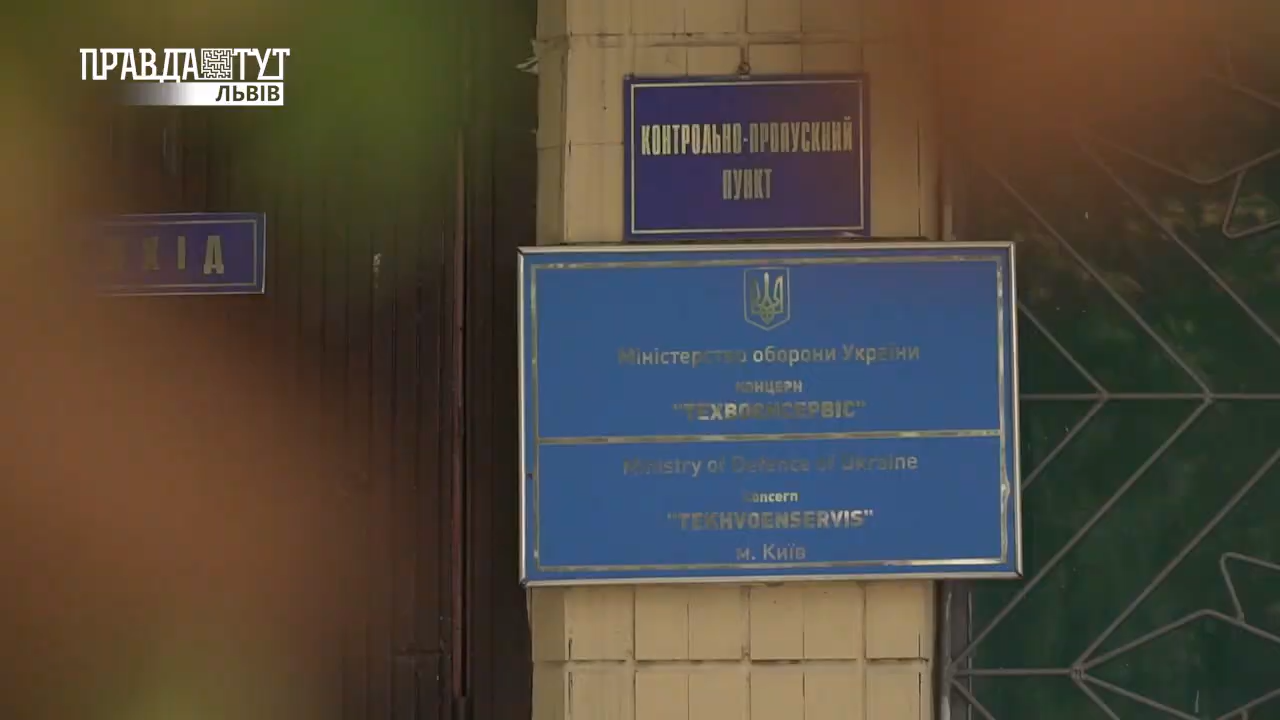 ПРАВДА ТУТ
ЛЬВІВ
КОНТРОЛЬНО-ПРОПУСКНИЙ
ПУНКТ
Міністерство оборони України
концерн
"ТЕХВОЄНСЕРВІС"
Ministry of Defence of Ukraine
Concern
"TEKHVOENSERVIS"
м. Київ